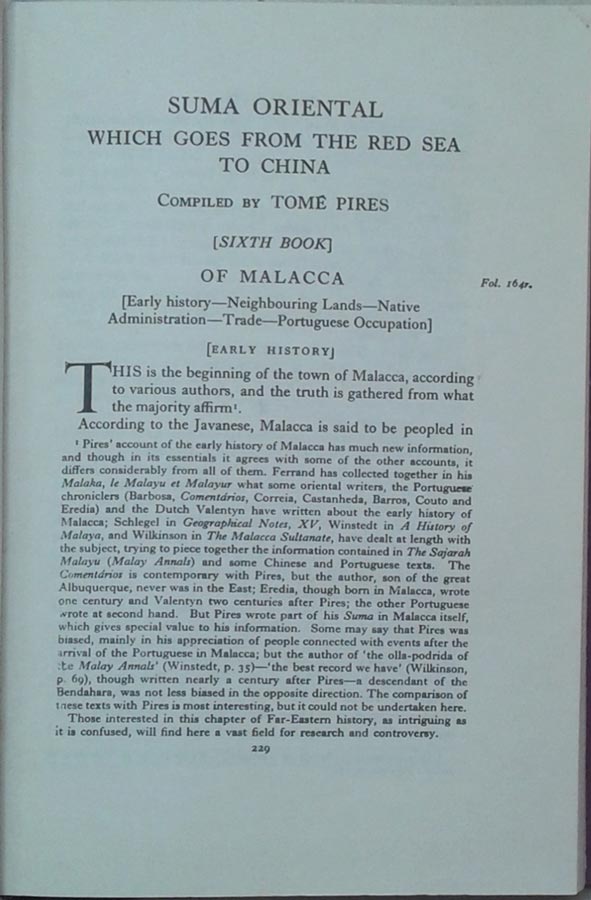 SUMA ORIENTAL
WHICH GOES FROM THE RED SEA
TO CHINA
COMPILED BY TOMÉ PIRES
[SIXTH BOOK]
OF MALACCA
Fol. 164r.
[Early history—Neighbouring Lands—Native
Administration—Trade—Portuguese Occupation]
[EARLY HISTORY]
THIS is the beginning of the town of Malacca, according
to various authors, and the truth is gathered from what
the majority affirm¹.
According to the Javanese, Malacca is said to be peopled in
¹ Pires' account of the early history of Malacca has much new information,
and though in its essentials it agrees with some of the other accounts, it
differs considerably from all of them. Ferrand has collected together in his
Malaka, le Malayu et Malayur what some oriental writers, the Portuguese
chroniclers (Barbosa, Comentários, Correia, Castanheda, Barros, Couto and
Eredia) and the Dutch Valentyn have written about the early history of
Malacca; Schlegel in Geographical Notes, XV, Winstedt in A History of
Malaya, and Wilkinson in The Malacca Sultanate, have dealt at length with
the subject, trying to piece together the information contained in The Sajarah
Malayu (Malay Annals) and some Chinese and Portuguese texts. The
Comentários is contemporary with Pires, but the author, son of the great
Albuquerque, never was in the East; Eredia, though born in Malacca, wrote
one century and Valentyn two centuries after Pires; the other Portuguese
wrote at second hand. But Pires wrote part of his Suma in Malacca itself,
which gives special value to his information. Some may say that Pires was
biased, mainly in his appreciation of people connected with events after the
arrival of the Portuguese in Malacca; but the author of 'the olla-podrida of
the Malay Annals' (Winstedt, p. 35)—'the best record we have' (Wilkinson,
p. 69), though written nearly a century after Pires—a descendant of the
Bendahara, was not less biased in the opposite direction. The comparison of
these texts with Pires is most interesting, but it could not be undertaken here.
Those interested in this chapter of Far-Eastern history, as intriguing as
it is confused, will find here a vast field for research and controversy.
229